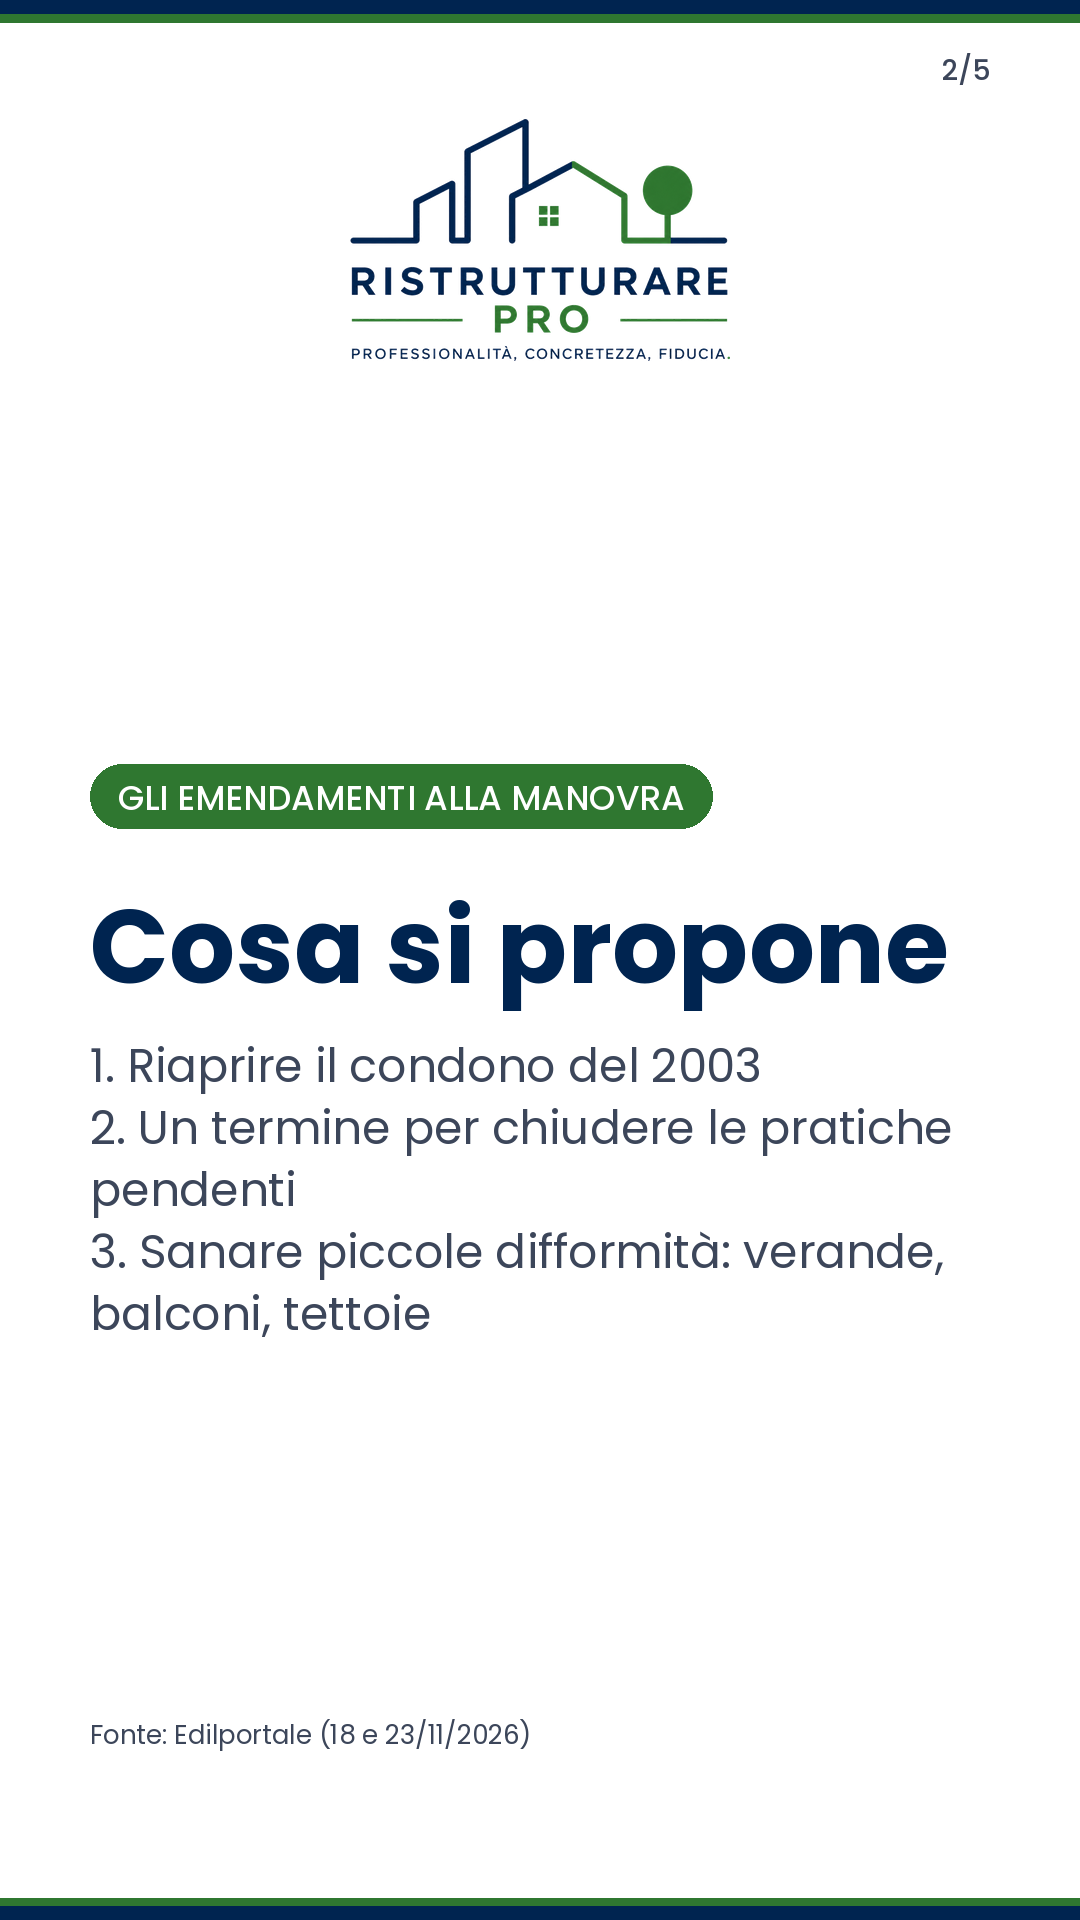 2/5
RISTRUTTURARE
PRO
PROFESSIONALITÀ, CONCRETEZZA, FIDUCIA.
GLI EMENDAMENTI ALLA MANOVRA
Cosa si propone
1. Riaprire il condono del 2003
2. Un termine per chiudere le pratiche
pendenti
3. Sanare piccole difformità: verande,
balconi, tettoie
Fonte: Edilportale (18 e 23/11/2026)